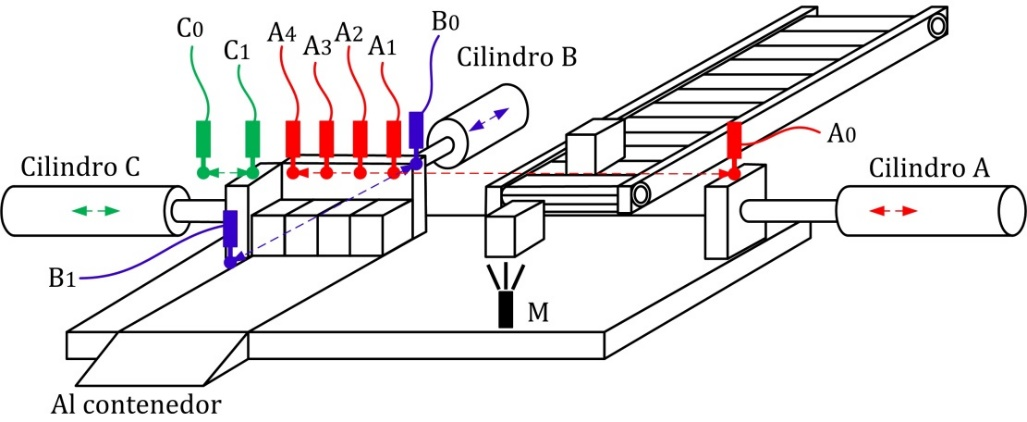 C0
C1
A4
A3
A2
A1
B0
Cilindro B
A0
Cilindro C
Cilindro A
B1
M
Al contenedor